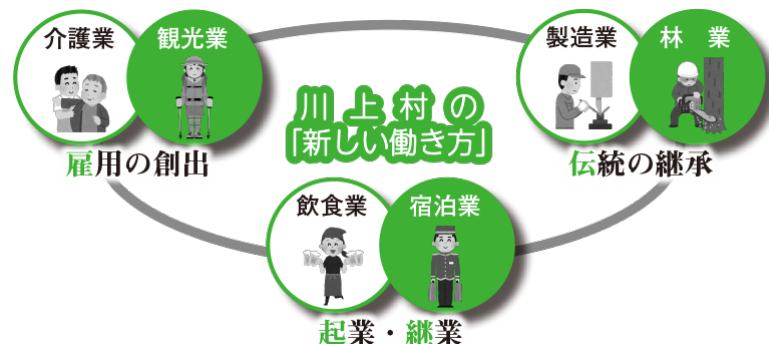 介護業
観光業
雇用の創出
川上村の
「新しい働き方」
製造業
林業
伝統の継承
飲食業
宿泊業
起業・継業